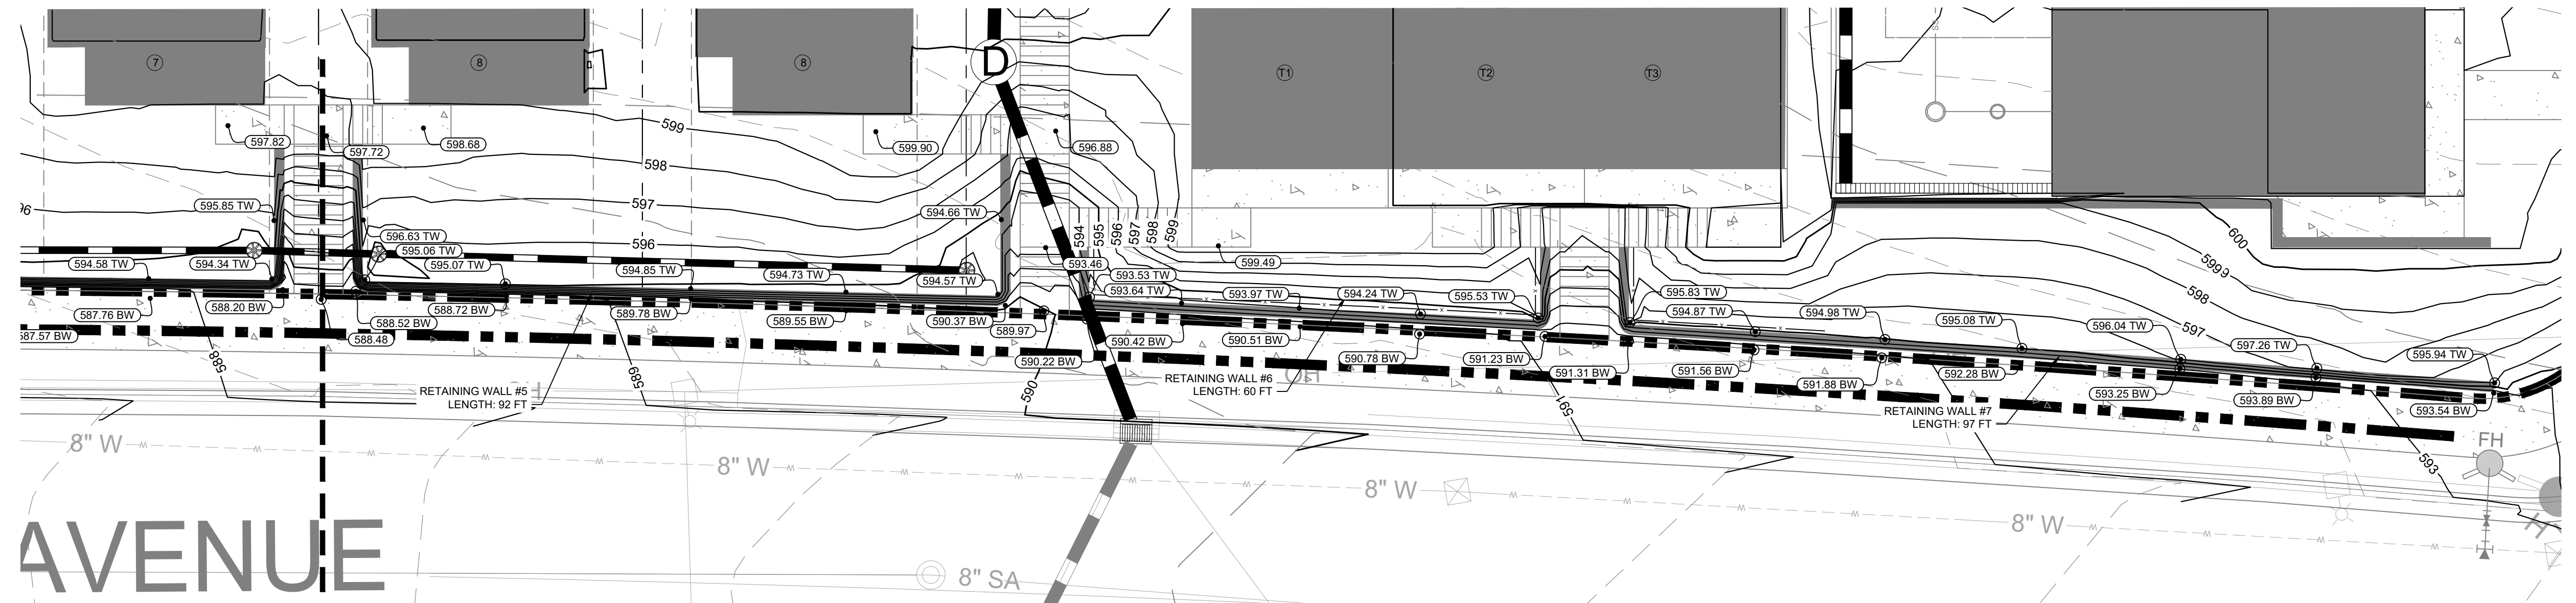 7
8
8
D
T1
T2
T3
SS
597.82
597.72
598.68
599
599.90
596.88
598
96
595.85 TW
597
594.66 TW
596.63 TW
595.06 TW
596
594
595
596
597
598
599
600
594.58 TW
594.34 TW
595.07 TW
594.85 TW
594.73 TW
594.57 TW
593.46
593.53 TW
599.49
5999
593.64 TW
593.97 TW
594.24 TW
595.53 TW
595.83 TW
598
587.76 BW
588.20 BW
588.72 BW
589.78 BW
589.55 BW
590.37 BW
594.87 TW
594.98 TW
595.08 TW
596.04 TW
597
587.57 BW
588.52 BW
588.48
589.97
590.42 BW
590.51 BW
590.78 BW
591.23 BW
597.26 TW
595.94 TW
588
589
590.22 BW
591.31 BW
591.56 BW
591.88 BW
592.28 BW
RETAINING WALL #5
LENGTH: 92 FT
H
590
RETAINING WALL #6
LENGTH: 60 FT
OH
591
593.25 BW
593.89 BW
593.54 BW
RETAINING WALL #7
LENGTH: 97 FT
8" W
8" W
8" W
8" W
593
FH
H
AVENUE
8" SA